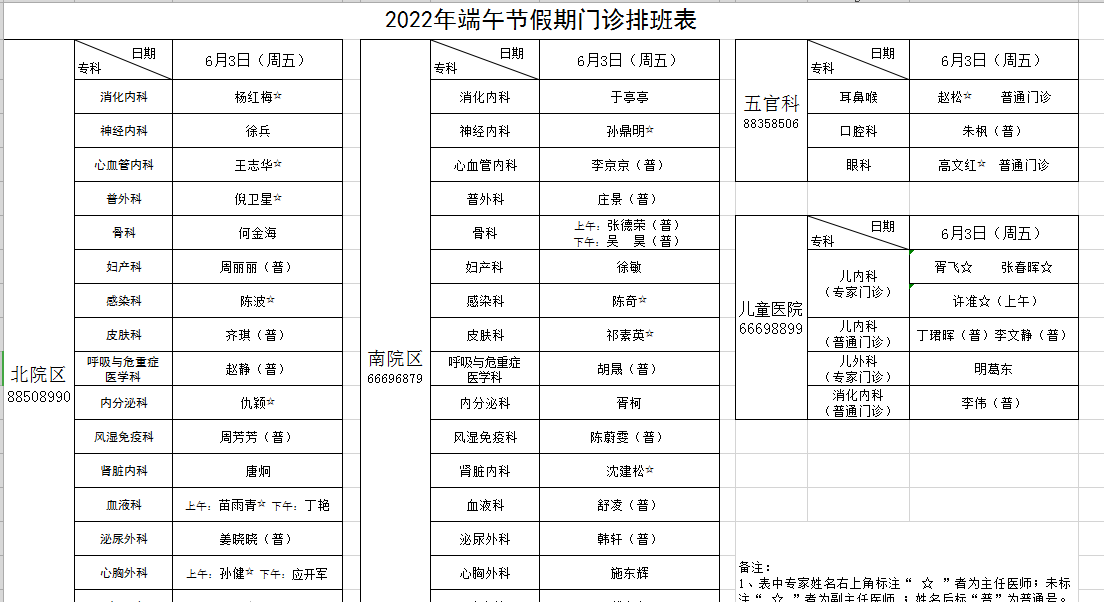 2022年端午节假期门诊排班表
日期
专科
6月3日（周五）
北院区
88508990
消化内科 杨红梅☆
神经内科 徐兵
心血管内科 王志华☆
普外科 倪卫星☆
骨科 何金海
妇产科 周丽丽（普）
感染科 陈波☆
皮肤科 齐琪（普）
呼吸与危重症
医学科 赵静（普）
内分泌科 仇颖☆
风湿免疫科 周芳芳（普）
肾脏内科 唐炯
血液科 上午：苗雨青☆ 下午：丁艳
泌尿外科 姜晓晓（普）
心胸外科 上午：孙健☆ 下午：应开军
日期
专科
6月3日（周五）
南院区
66696879
消化内科 于亭亭
神经内科 孙鼎明☆
心血管内科 李京京（普）
普外科 庄景（普）
骨科 上午：张德荣（普）
下午：吴 昊（普）
妇产科 徐敏
感染科 陈奇☆
皮肤科 祁素英☆
呼吸与危重症
医学科 胡晟（普）
内分泌科 胥柯
风湿免疫科 陈蔚雯（普）
肾脏内科 沈建松☆
血液科 舒凌（普）
泌尿外科 韩轩（普）
心胸外科 施东辉
日期
专科
6月3日（周五）
五官科
88358506
耳鼻喉 赵松☆ 普通门诊
口腔科 朱枫（普）
眼科 高文红☆ 普通门诊
日期
专科
6月3日（周五）
儿童医院
66698899
儿内科
（专家门诊） 胥飞☆ 张春晖☆
许准☆（上午）
儿内科
（普通门诊） 丁珺晖（普）李文静（普）
儿外科
（专家门诊） 明葛东
消化内科
（普通门诊） 李伟（普）
备注：
1、表中专家姓名右上角标注“ ☆ ”者为主任医师；未标
注“ ☆ ”者为副主任医师 ；姓名后标“普”为普通号。